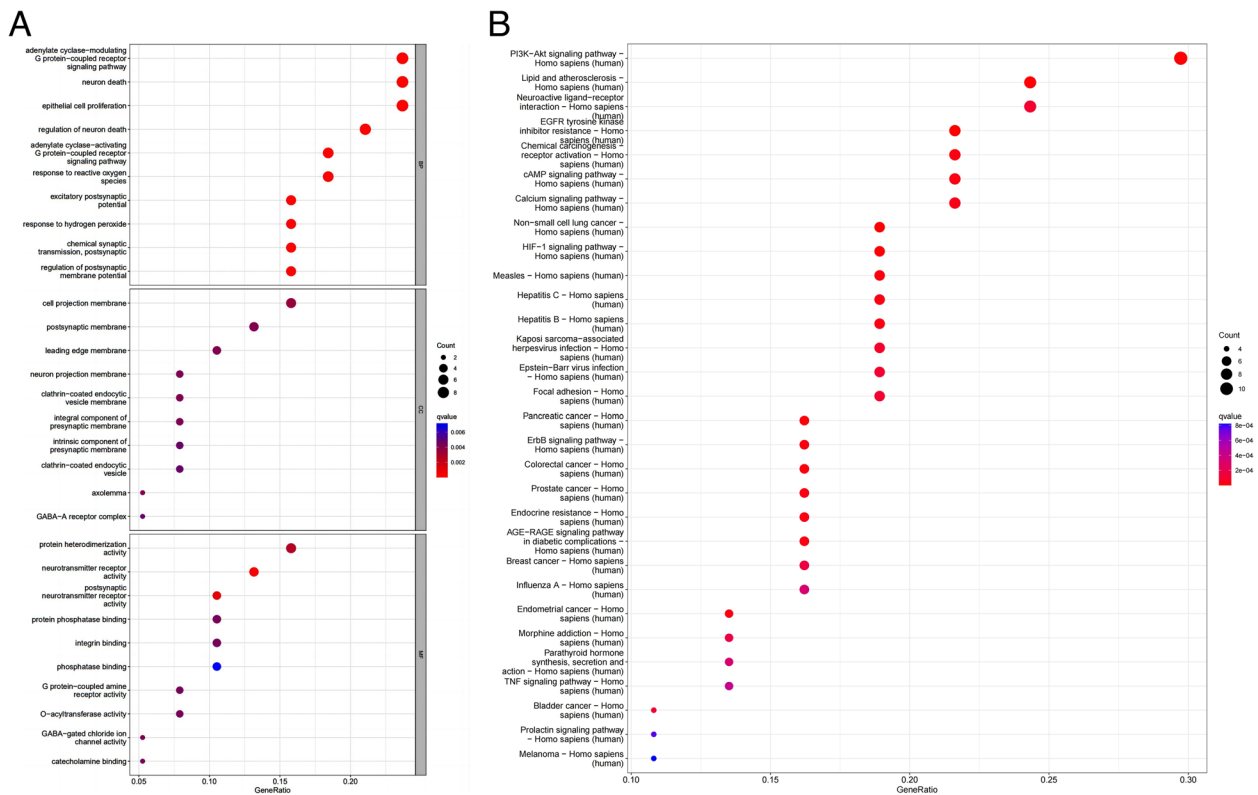 A
adenylate cyclase−modulating
G protein−coupled receptor
signaling pathway
neuron death
epithelial cell proliferation
regulation of neuron death
adenylate cyclase−activating
G protein−coupled receptor
signaling pathway
response to reactive oxygen
species
excitatory postsynaptic
potential
response to hydrogen peroxide
chemical synaptic
transmission, postsynaptic
regulation of postsynaptic
membrane potential
BP
cell projection membrane
postsynaptic membrane
leading edge membrane
neuron projection membrane
clathrin−coated endocytic
vesicle membrane
integral component of
presynaptic membrane
intrinsic component of
presynaptic membrane
clathrin−coated endocytic
vesicle
axolemma
GABA−A receptor complex
CC
protein heterodimerization
activity
neurotransmitter receptor
activity
postsynaptic
neurotransmitter receptor
activity
protein phosphatase binding
integrin binding
phosphatase binding
G protein−coupled amine
receptor activity
O−acyltransferase activity
GABA−gated chloride ion
channel activity
catecholamine binding
MF
0.05 0.10 0.15 0.20
GeneRatio
Count
2
4
6
8
qvalue
0.006
0.004
0.002
B
PI3K−Akt signaling pathway −
Homo sapiens (human)
Lipid and atherosclerosis −
Homo sapiens (human)
Neuroactive ligand−receptor
interaction − Homo sapiens
(human)
EGFR tyrosine kinase
inhibitor resistance − Homo
sapiens (human)
Chemical carcinogenesis −
receptor activation − Homo
sapiens (human)
cAMP signaling pathway −
Homo sapiens (human)
Calcium signaling pathway −
Homo sapiens (human)
Non−small cell lung cancer −
Homo sapiens (human)
HIF−1 signaling pathway −
Homo sapiens (human)
Measles − Homo sapiens (human)
Hepatitis C − Homo sapiens
(human)
Hepatitis B − Homo sapiens
(human)
Kaposi sarcoma−associated
herpesvirus infection − Homo
sapiens (human)
Epstein−Barr virus infection
− Homo sapiens (human)
Focal adhesion − Homo
sapiens (human)
Pancreatic cancer − Homo
sapiens (human)
ErbB signaling pathway −
Homo sapiens (human)
Colorectal cancer − Homo
sapiens (human)
Prostate cancer − Homo
sapiens (human)
Endocrine resistance − Homo
sapiens (human)
AGE−RAGE signaling pathway
in diabetic complications −
Homo sapiens (human)
Breast cancer − Homo sapiens
(human)
Influenza A − Homo sapiens
(human)
Endometrial cancer − Homo
sapiens (human)
Morphine addiction − Homo
sapiens (human)
Parathyroid hormone
synthesis, secretion and
action − Homo sapiens (human)
TNF signaling pathway − Homo
sapiens (human)
Bladder cancer − Homo
sapiens (human)
Prolactin signaling pathway
− Homo sapiens (human)
Melanoma − Homo sapiens
(human)
0.10 0.15 0.20 0.25 0.30
GeneRatio
Count
4
6
8
10
qvalue
8e−04
6e−04
4e−04
2e−04